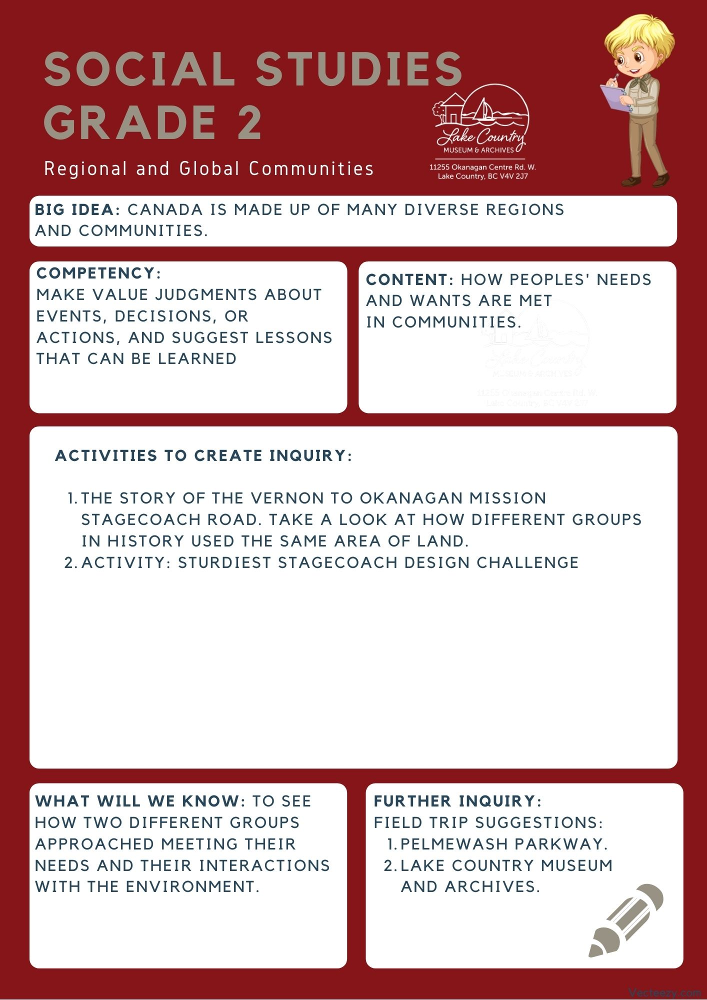 SOCIAL STUDIES
GRADE 2
Regional and Global Communities
Lake Country
MUSEUM & ARCHIVES
11255 Okanagan Centre Rd. W.
Lake Country, BC V4V 2J7
BIG IDEA: CANADA IS MADE UP OF MANY DIVERSE REGIONS
AND COMMUNITIES.
COMPETENCY:
MAKE VALUE JUDGMENTS ABOUT
EVENTS, DECISIONS, OR
ACTIONS, AND SUGGEST LESSONS
THAT CAN BE LEARNED
CONTENT: HOW PEOPLES' NEEDS
AND WANTS ARE MET
IN COMMUNITIES.
Lake Country
MUSEUM & ARCHIVES
11255 Okanagan Centre Rd. W.
Lake Country, BC V4V 2J7
ACTIVITIES TO CREATE INQUIRY:
1. THE STORY OF THE VERNON TO OKANAGAN MISSION
STAGECOACH ROAD. TAKE A LOOK AT HOW DIFFERENT GROUPS
IN HISTORY USED THE SAME AREA OF LAND.
2. ACTIVITY: STURDIEST STAGECOACH DESIGN CHALLENGE
WHAT WILL WE KNOW: TO SEE
HOW TWO DIFFERENT GROUPS
APPROACHED MEETING THEIR
NEEDS AND THEIR INTERACTIONS
WITH THE ENVIRONMENT.
FURTHER INQUIRY:
FIELD TRIP SUGGESTIONS:
1. PELMEWASH PARKWAY.
2. LAKE COUNTRY MUSEUM
AND ARCHIVES.
Vecteezy.com